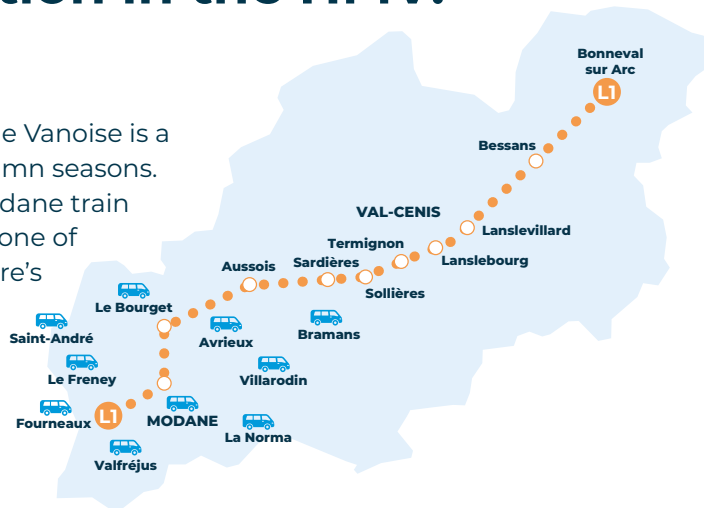 e Vanoise is a
mn seasons.
dane train
one of
re's
Bonneval
sur Arc
L1
Bessans
VAL-CENIS
Lanslevillard
Termignon
Lanslebourg
Sardières
Aussois
Sollières
Le Bourget
Saint-André
Avrieux
Bramans
Le Freney
Villarodin
Fourneaux
L1
MODANE
La Norma
Valfréjus